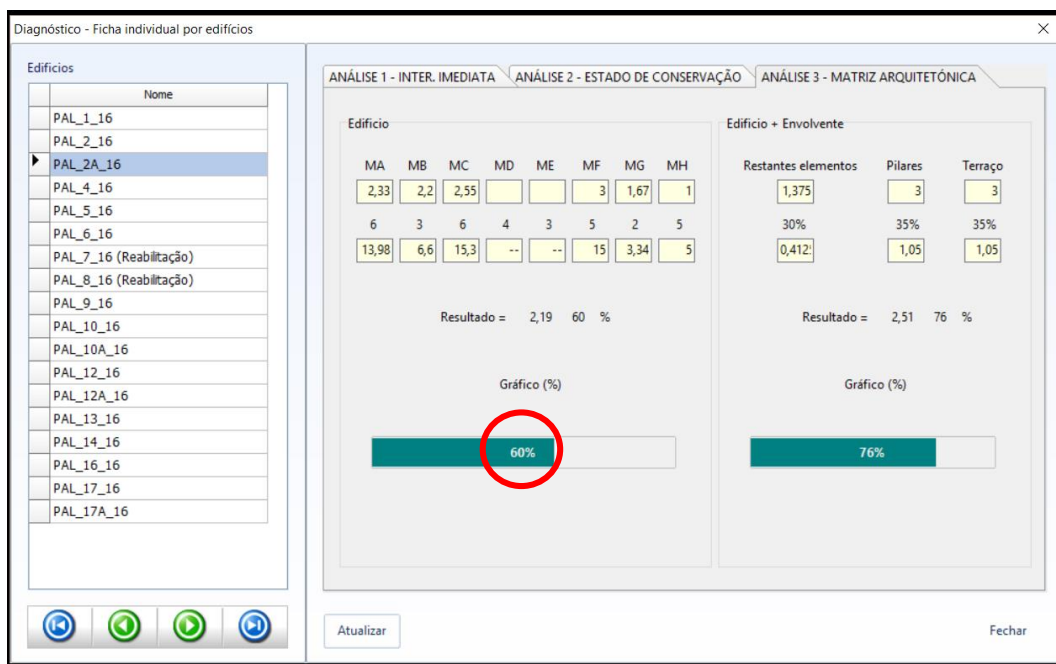 Diagnóstico - Ficha individual por edifícios
Edifícios
Nome
PAL_1_16
PAL_2_16
PAL_2A_16
PAL_4_16
PAL_5_16
PAL_6_16
PAL_7_16 (Reabilitação)
PAL_8_16 (Reabilitação)
PAL_9_16
PAL_10_16
PAL_10A_16
PAL_12_16
PAL_12A_16
PAL_13_16
PAL_14_16
PAL_16_16
PAL_17_16
PAL_17A_16
ANÁLISE 1 - INTER. IMEDIATA ANÁLISE 2 - ESTADO DE CONSERVAÇÃO ANÁLISE 3 - MATRIZ ARQUITETÓNICA
Edificio
MA MB MC MD ME MF MG MH
2,33 2,2 2,55 3 1,67 1
6 3 6 4 3 5 2 5
13,98 6,6 15,3 -- -- 15 3,34 5
Resultado = 2,19 60 %
Gráfico (%)
60%
Edificio + Envolvente
Restantes elementos Pilares Terraço
1,375 3 3
30% 35% 35%
0,412 1,05 1,05
Resultado = 2,51 76 %
Gráfico (%)
76%
Atualizar
Fechar